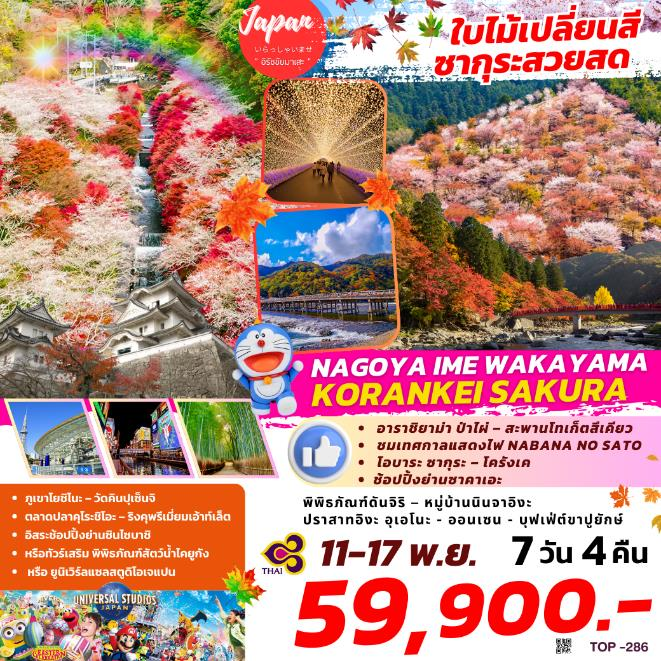 Japan
いらっしゃいませ
" อิรัชชัยมาเสะ "
ใบไม้เปลี่ยนสี
ซากุระสวยสด
NAGOYA IME WAKAYAMA
KORANKEI SAKURA
อาราชิยาม่า ป่าไผ่ – สะพานโทเก็ตสึเคียว
ชมเทศกาลแสดงไฟ NABANA NO SATO
โอบาระ ซากุระ – โครังเค
ช้อปปิ้งย่านซาคาเอะ
พิพิธภัณฑ์ดันจิริ – หมู่บ้านนินจาอิงะ
ปราสาทอิงะ อุเอโนะ - ออนเซน - บุฟเฟ่ต์ขาปูยักษ์
ภูเขาโยชิโนะ – วัดคินปุเซ็นจิ
ตลาดปลาคุโระชิโอะ – ริงคุพรีเมี่ยมเอ้าท์เล็ต
อิสระช้อปปิ้งย่านชินไซบาชิ
หรือทัวร์เสริม พิพิธภัณฑ์สัตว์น้ำไคยูกัง
หรือ ยูนิเวิร์ลแซลสตูดิโอเจแปน
THAI
11-17 พ.ย. 7 วัน 4 คืน
59,900.-
UNIVERSAL STUDIOS
JAPAN
TOP -286